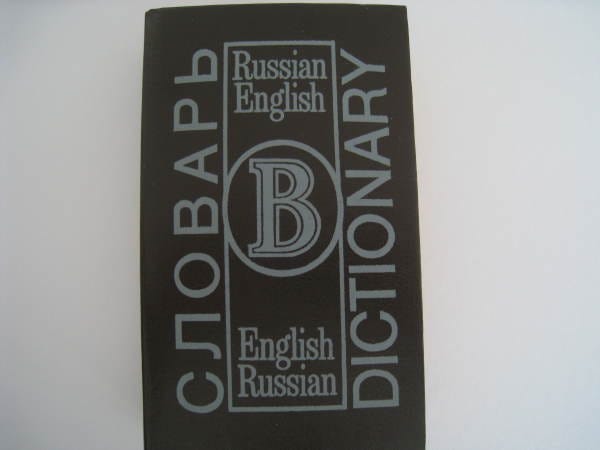 СЛОВАРЬ
Russian
English
B
English
Russian
DICTIONARY